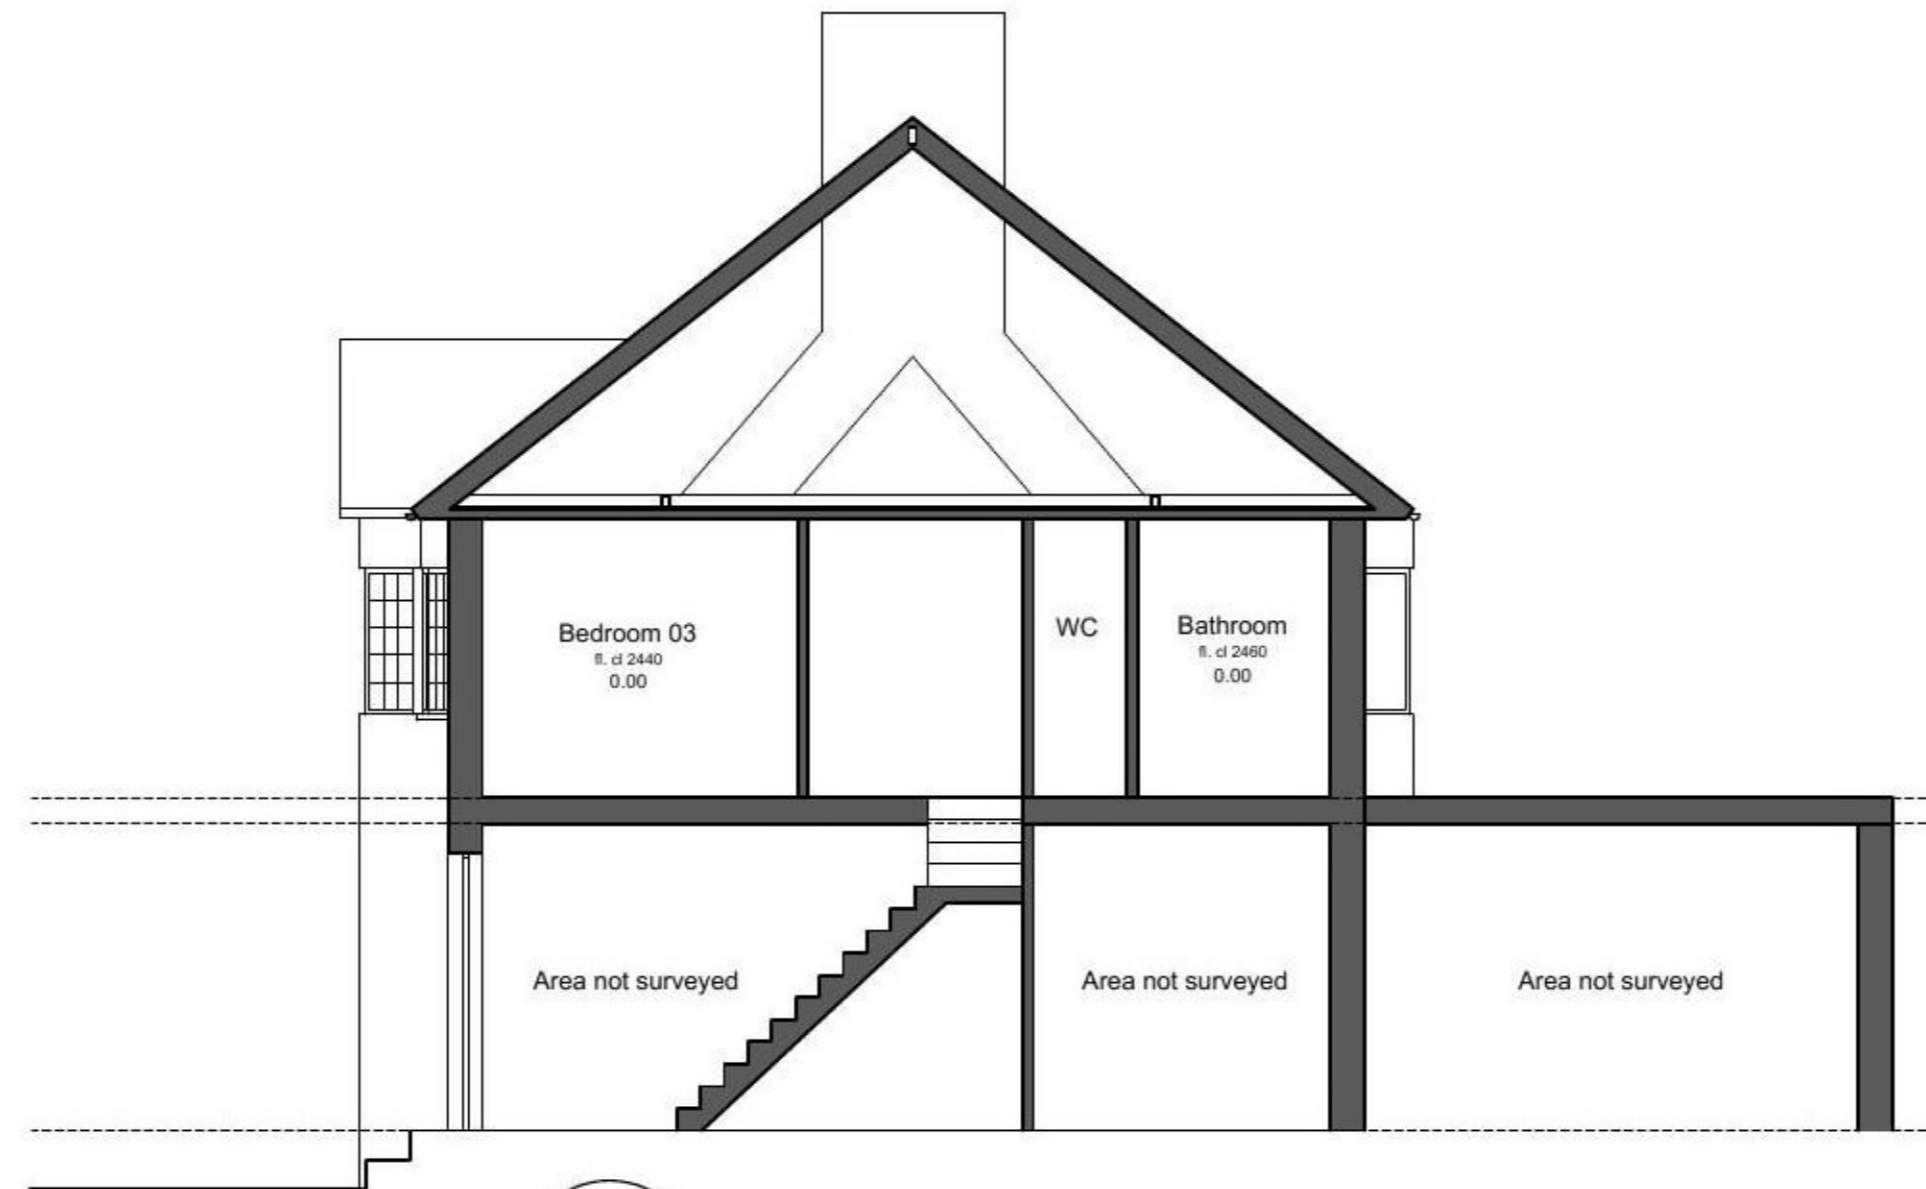 Bedroom 03
fl. cl 2440
0.00
WC
Bathroom
fl. cl 2460
0.00
Area not surveyed
Area not surveyed
Area not surveyed